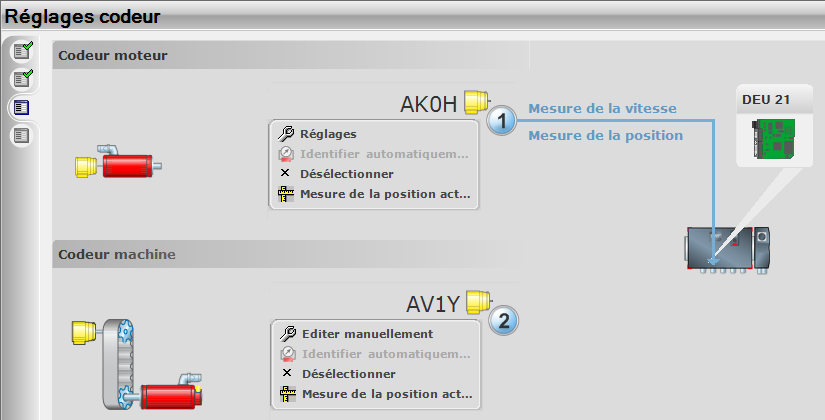 Réglages codeur
Codeur moteur
AK0H
1
Mesure de la vitesse
Mesure de la position
DEU 21
Réglages
Identifier automatiquem...
Désélectionner
Mesure de la position act...
Codeur machine
AV1Y
2
Editer manuellement
Identifier automatiquem...
Désélectionner
Mesure de la position act...